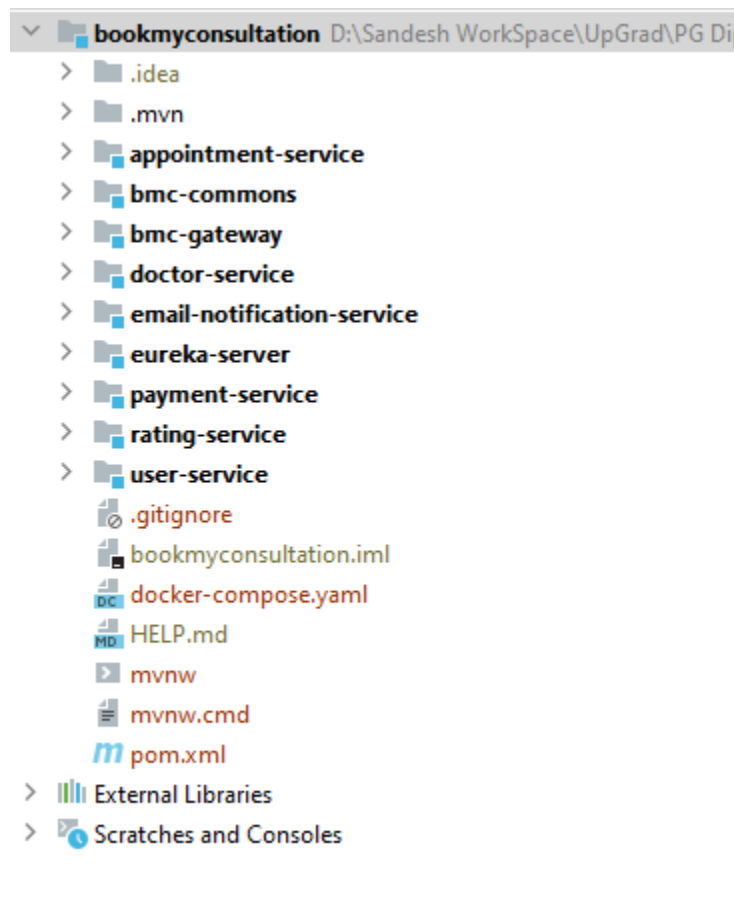 bookmyconsultation D:\Sandesh WorkSpace\UpGrad\PG Di
.idea
.mvn
appointment-service
bmc-commons
bmc-gateway
doctor-service
email-notification-service
eureka-server
payment-service
rating-service
user-service
.gitignore
bookmyconsultation.iml
DC docker-compose.yaml
MD HELP.md
mvnw
mvnw.cmd
m pom.xml
External Libraries
Scratches and Consoles